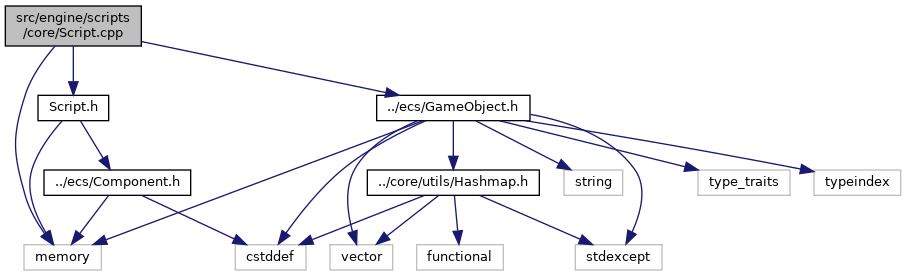 src/engine/scripts
/core/Script.cpp
Script.h
../ecs/GameObject.h
../ecs/Component.h
../core/utils/Hashmap.h
string
type_traits
typeindex
memory
cstddef
vector
functional
stdexcept